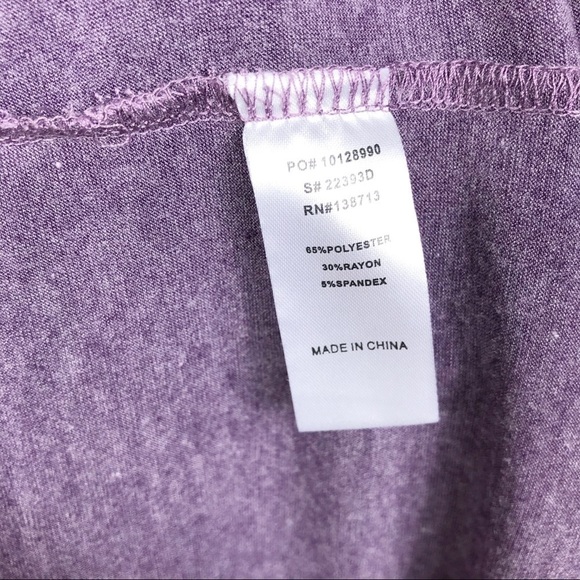 PO# 10128990
S# 22393D
RN#138713
65%POLYESTER
30%RAYON
5%SPANDEX
MADE IN CHINA